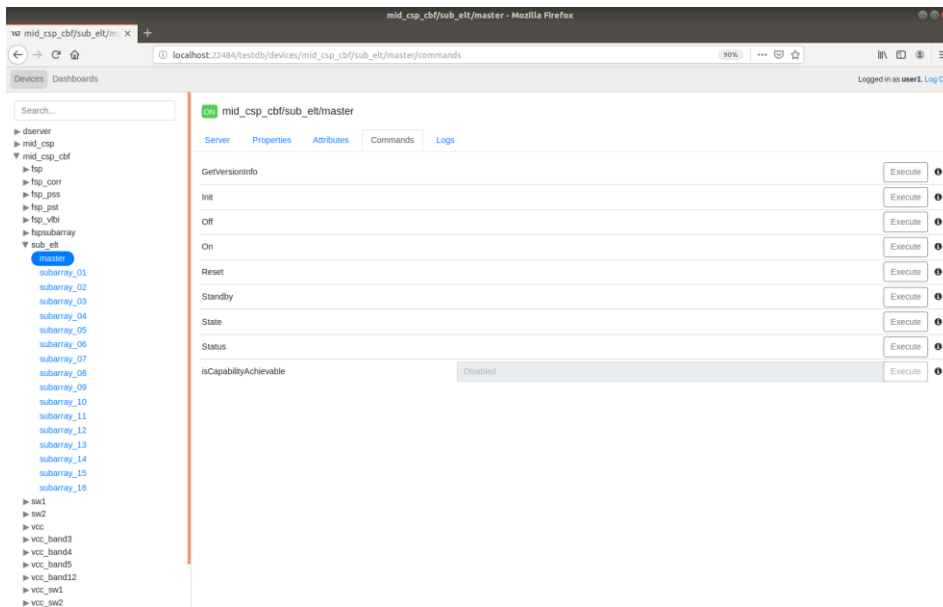 mid_csp_cbf/sub_elt/master - Mozilla Firefox
mid_csp_cbf/sub_elt/m
localhost:22484/testdb/devices/mid_csp_cbf/sub_elt/master/commands
90%
Devices Dashboards
Logged in as user1. Log
Search...
ON mid_csp_cbf/sub_elt/master
Server Properties Attributes Commands Logs
dserver
mid_csp
mid_csp_cbf
fsp
fsp_corr
fsp_pss
fsp_pst
fsp_vlbi
fspsubarray
sub_elt
master
subarray_01
subarray_02
subarray_03
subarray_04
subarray_05
subarray_06
subarray_07
subarray_08
subarray_09
subarray_10
subarray_11
subarray_12
subarray_13
subarray_14
subarray_15
subarray_16
sw1
sw2
vcc
vcc_band3
vcc_band4
vcc_band5
vcc_band12
vcc_sw1
vcc_sw2
GetVersionInfo Execute
Init Execute
Off Execute
On Execute
Reset Execute
Standby Execute
State Execute
Status Execute
isCapabilityAchievable Disabled Execute